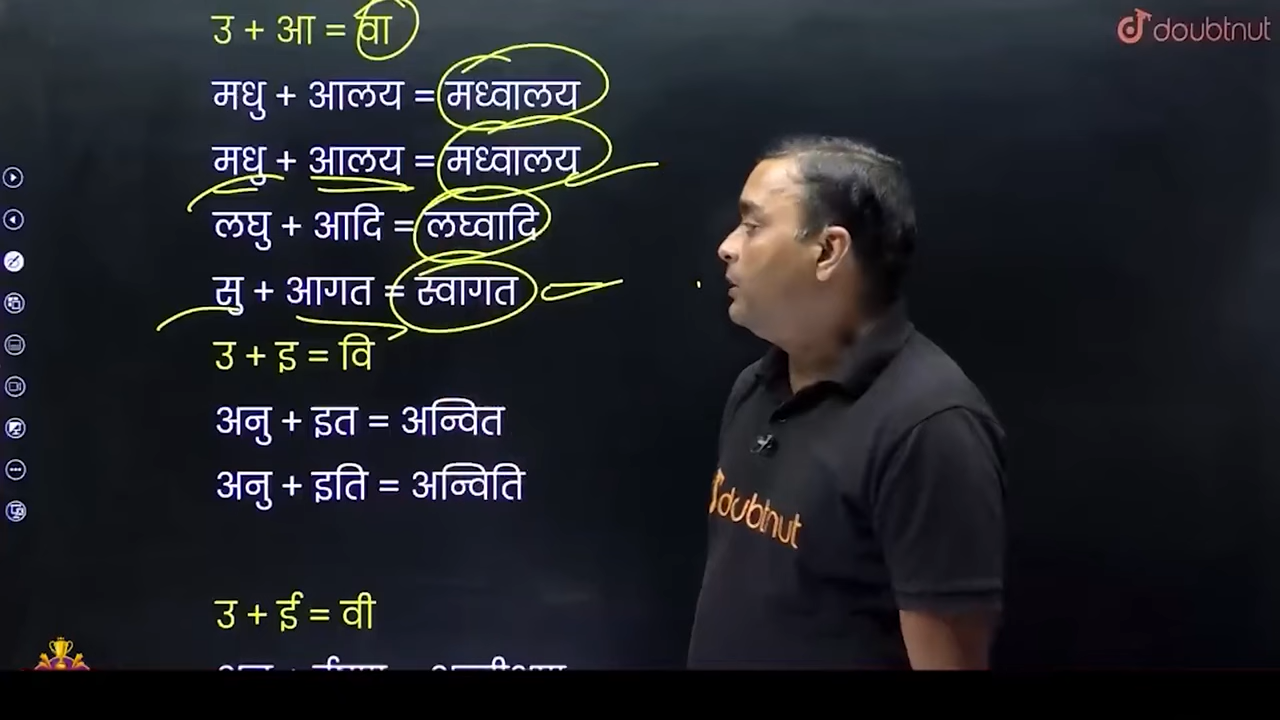 उ + आ = वा
doubtnut
मधु + आलय = मध्वालय
मधु + आलय = मध्वालय
लघु + आदि = लघ्वादि
सु + आगत = स्वागत
उ + इ = वि
अनु + इत = अन्वित
अनु + इति = अन्विति
doubtnut
उ + ई = वी